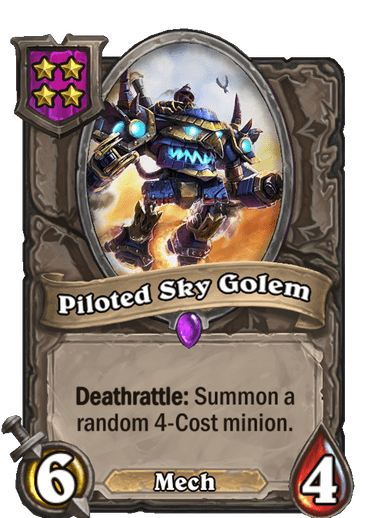 Piloted Sky Golem
Deathrattle: Summon a
random 4-Cost minion.
6
Mech
4